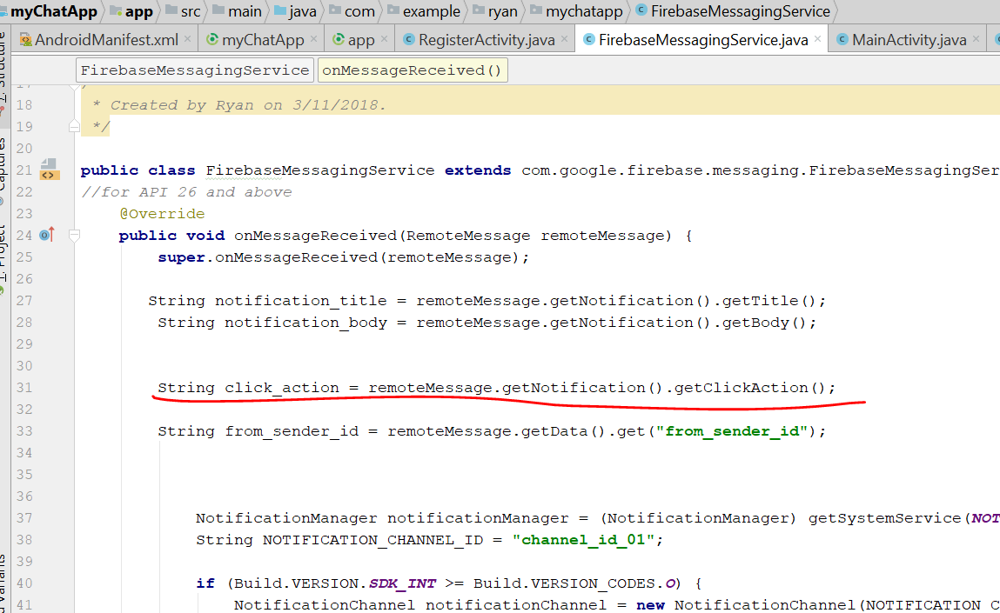 myChatApp app src main java com example ryan mychatapp FirebaseMessagingService
AndroidManifest.xml × myChatApp × app × RegisterActivity.java × FirebaseMessagingService.java × MainActivity.java ×
FirebaseMessagingService onMessageReceived()
18 * Created by Ryan on 3/11/2018.
19 */
20
21 public class FirebaseMessagingService extends com.google.firebase.messaging.FirebaseMessagingSer
22 //for API 26 and above
23 @Override
24 public void onMessageReceived(RemoteMessage remoteMessage) {
25 super.onMessageReceived(remoteMessage);
26
27 String notification_title = remoteMessage.getNotification().getTitle();
28 String notification_body = remoteMessage.getNotification().getBody();
29
30
31 String click_action = remoteMessage.getNotification().getClickAction();
32
33 String from_sender_id = remoteMessage.getData().get("from_sender_id");
34
35
36
37 NotificationManager notificationManager = (NotificationManager) getSystemService(NOT
38 String NOTIFICATION_CHANNEL_ID = "channel_id_01";
39
40 if (Build.VERSION.SDK_INT >= Build.VERSION_CODES.O) {
41 NotificationChannel notificationChannel = new NotificationChannel(NOTIFICATION_C
Captures
1: Project